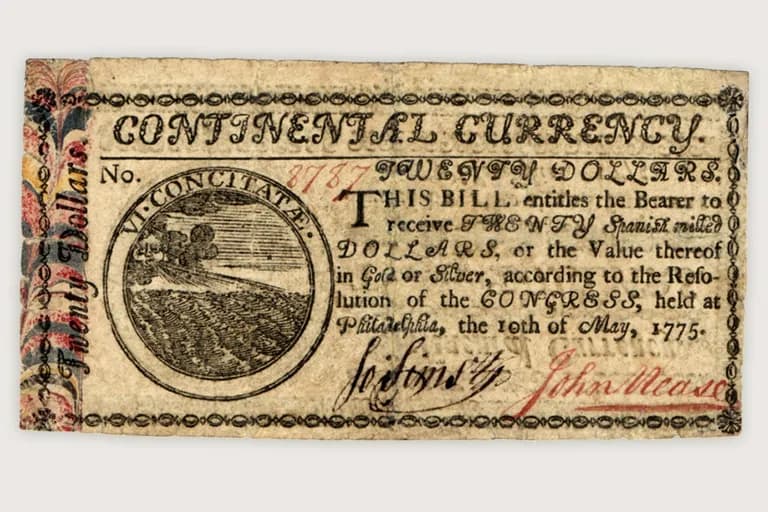 CONTINENTAL CURRENCY.
Twenty Dollars.
No. 8787
VI·CONCITATÆ·
TWENTY DOLLARS.
THIS BILL entitles the Bearer to
receive TWENTY Spanish milled
DOLLARS, or the Value thereof
in Gold or Silver, according to the Reso-
lution of the CONGRESS, held at
Philadelphia, the 10th of May, 1775.
John Nease